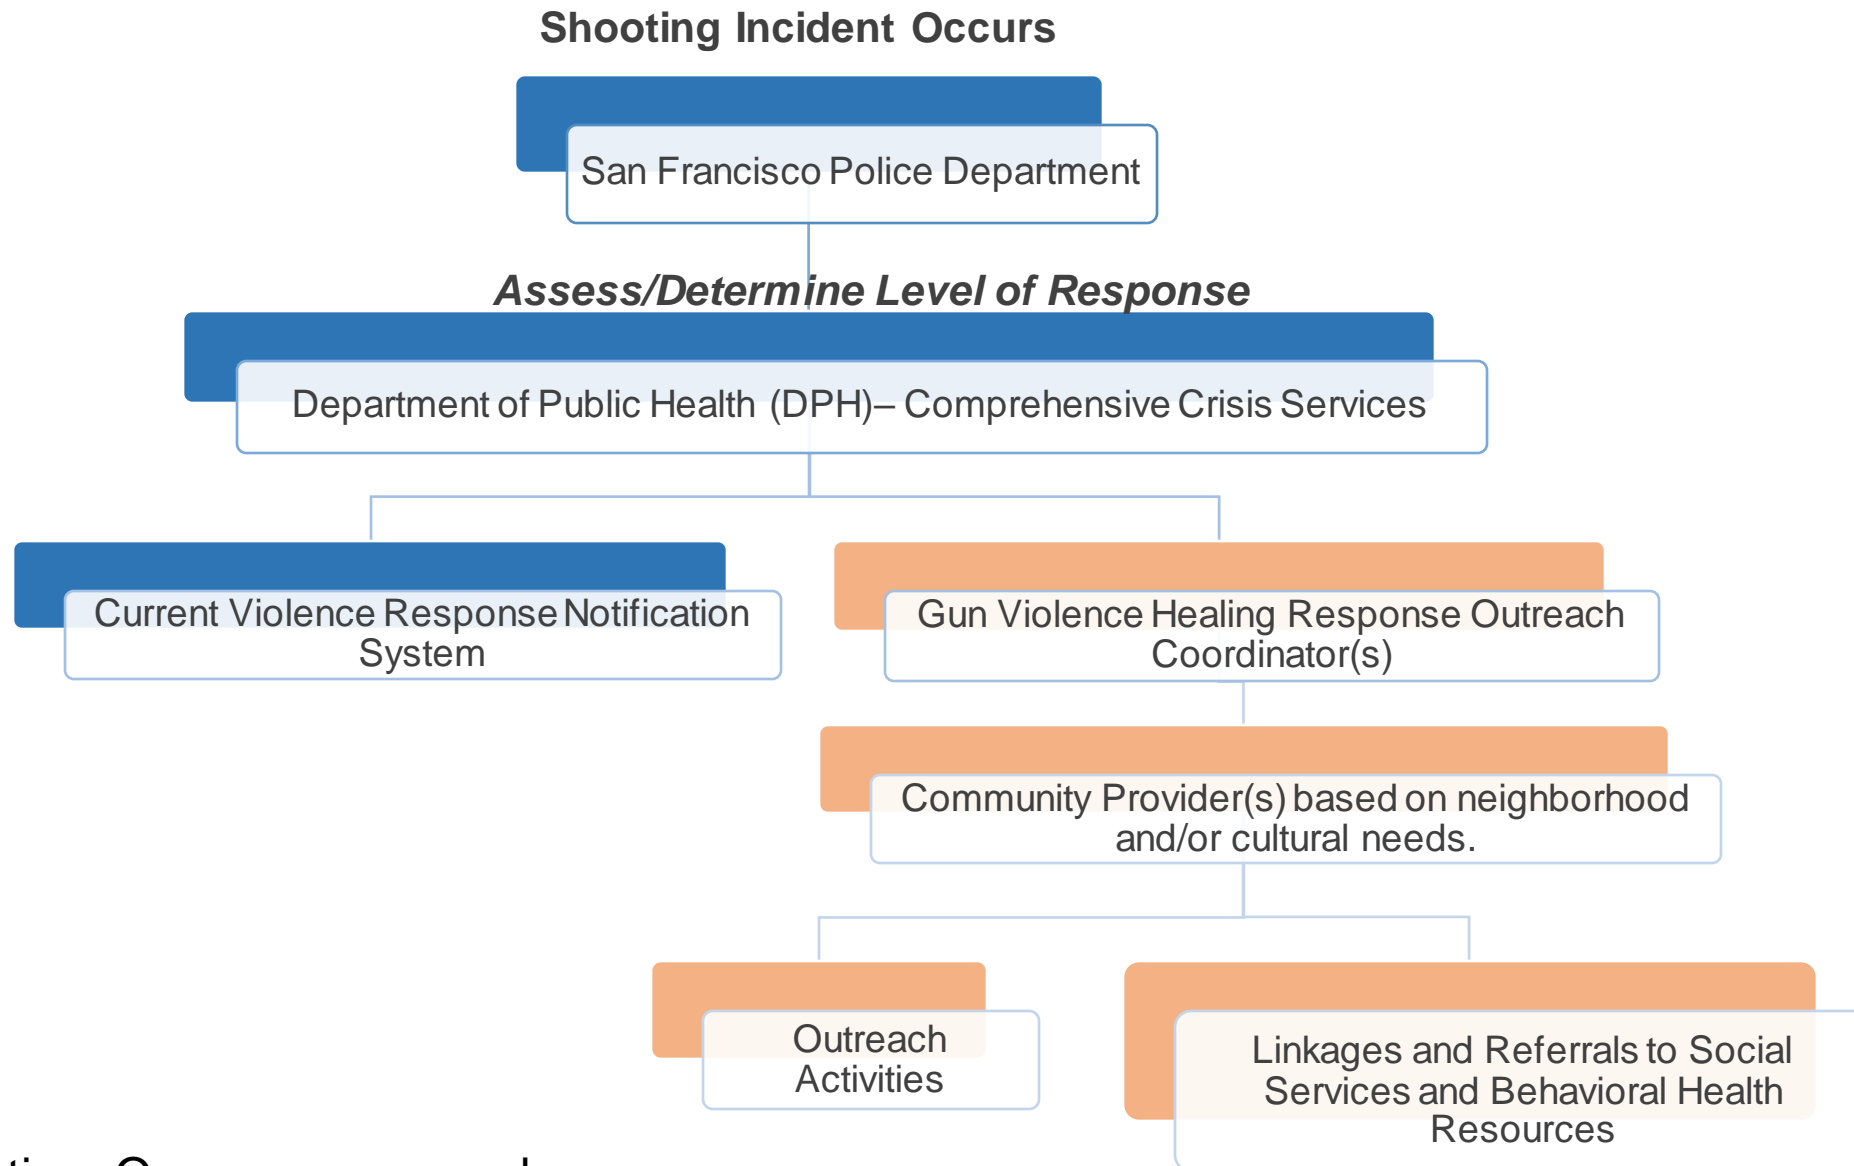 Shooting Incident Occurs
San Francisco Police Department
Assess/Determine Level of Response
Department of Public Health (DPH)– Comprehensive Crisis Services
Current Violence Response Notification
System
Gun Violence Healing Response Outreach
Coordinator(s)
Community Provider(s) based on neighborhood
and/or cultural needs.
Outreach
Activities
Linkages and Referrals to Social
Services and Behavioral Health
Resources